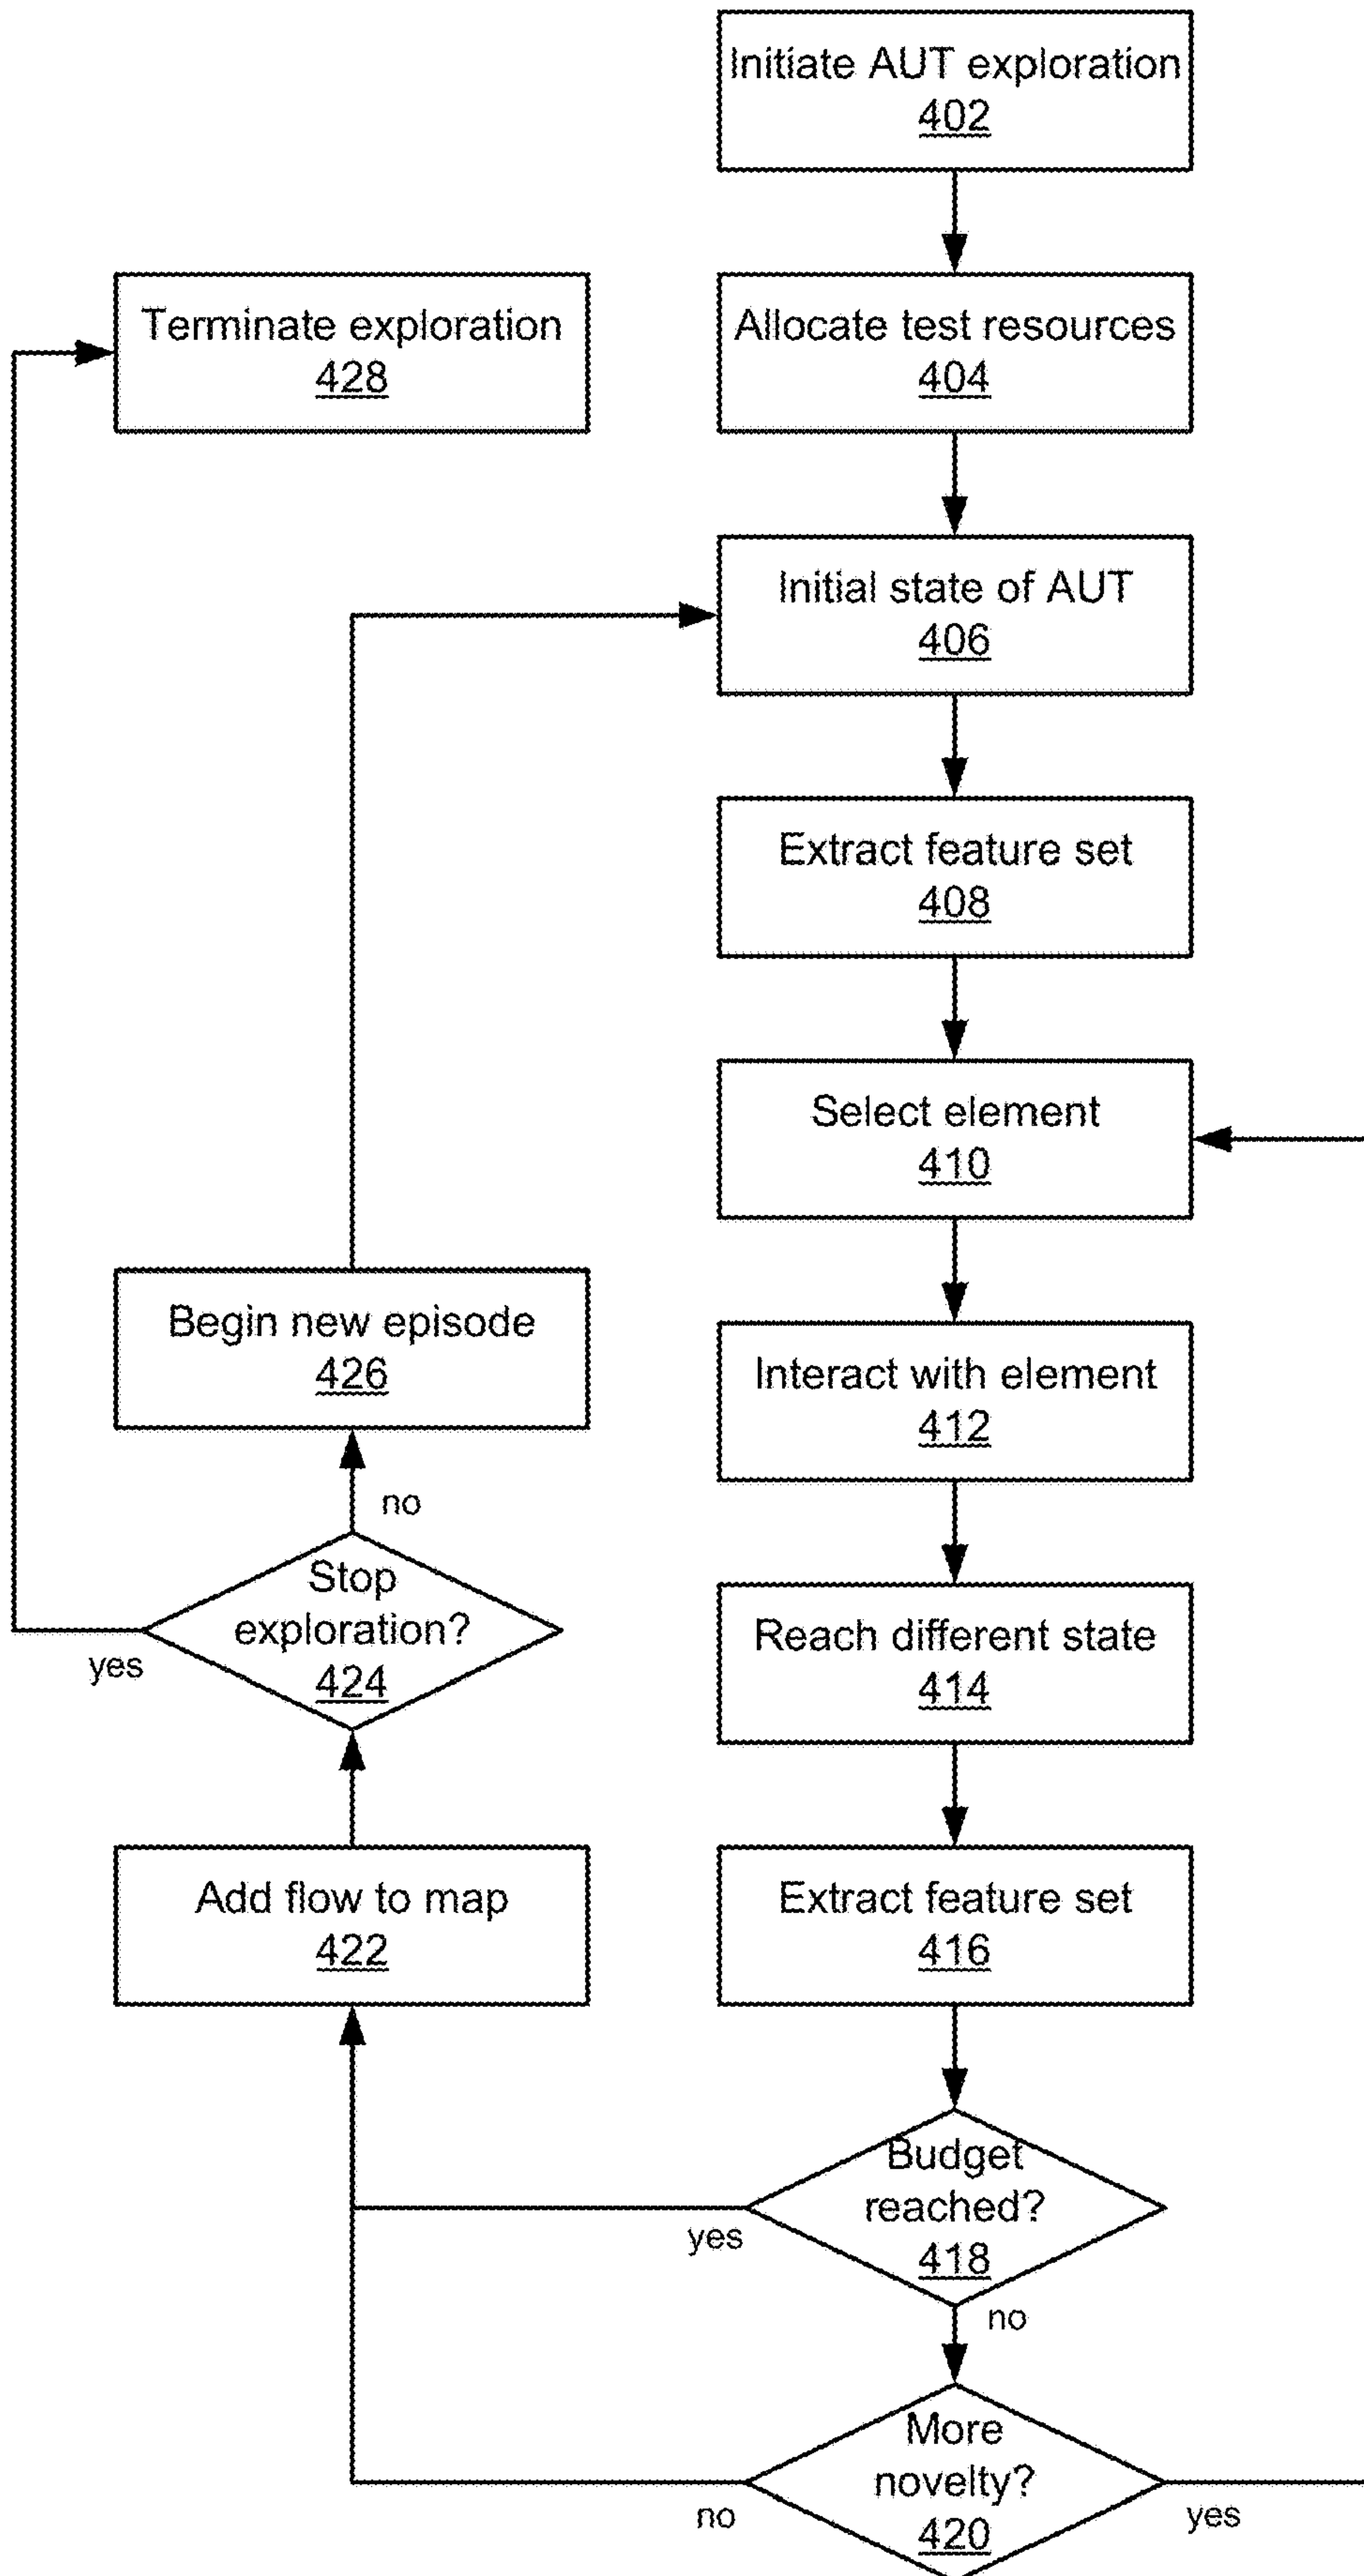 Initiate AUT exploration
402
Terminate exploration
428
Allocate test resources
404
Initial state of AUT
406
Extract feature set
408
Select element
410
Begin new episode
426
Interact with element
412
no
Stop
exploration?
424
yes
Reach different state
414
Add flow to map
422
Extract feature set
416
Budget
reached?
418
yes
no
More
novelty?
420
no
yes